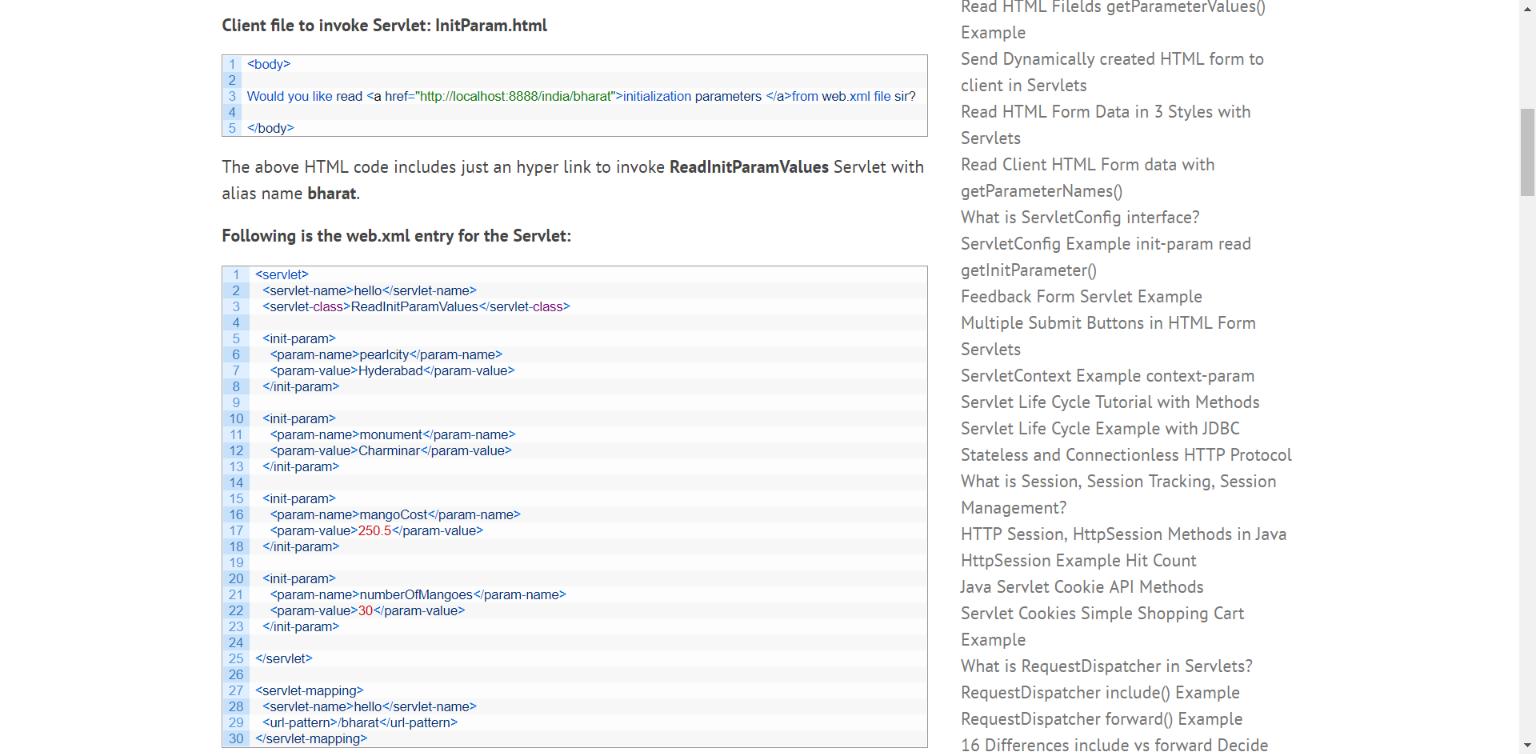 Client file to invoke Servlet: InitParam.html
1 <body>
2
3 Would you like read <a href="http://localhost:8888/india/bharat">initialization parameters </a>from web.xml file sir?
4
5 </body>
The above HTML code includes just an hyper link to invoke ReadInitParamValues Servlet with
alias name bharat.
Following is the web.xml entry for the Servlet:
1 <servlet>
2 <servlet-name>hello</servlet-name>
3 <servlet-class>ReadInitParamValues</servlet-class>
4
5 <init-param>
6 <param-name>pearlcity</param-name>
7 <param-value>Hyderabad</param-value>
8 </init-param>
9
10 <init-param>
11 <param-name>monument</param-name>
12 <param-value>Charminar</param-value>
13 </init-param>
14
15 <init-param>
16 <param-name>mangoCost</param-name>
17 <param-value>250.5</param-value>
18 </init-param>
19
20 <init-param>
21 <param-name>numberOfMangoes</param-name>
22 <param-value>30</param-value>
23 </init-param>
24
25 </servlet>
26
27 <servlet-mapping>
28 <servlet-name>hello</servlet-name>
29 <url-pattern>/bharat</url-pattern>
30 </servlet-mapping>
Read HTML Filelds getParameterValues()
Example
Send Dynamically created HTML form to
client in Servlets
Read HTML Form Data in 3 Styles with
Servlets
Read Client HTML Form data with
getParameterNames()
What is ServletConfig interface?
ServletConfig Example init-param read
getInitParameter()
Feedback Form Servlet Example
Multiple Submit Buttons in HTML Form
Servlets
ServletContext Example context-param
Servlet Life Cycle Tutorial with Methods
Servlet Life Cycle Example with JDBC
Stateless and Connectionless HTTP Protocol
What is Session, Session Tracking, Session
Management?
HTTP Session, HttpSession Methods in Java
HttpSession Example Hit Count
Java Servlet Cookie API Methods
Servlet Cookies Simple Shopping Cart
Example
What is RequestDispatcher in Servlets?
RequestDispatcher include() Example
RequestDispatcher forward() Example
16 Differences include vs forward Decide